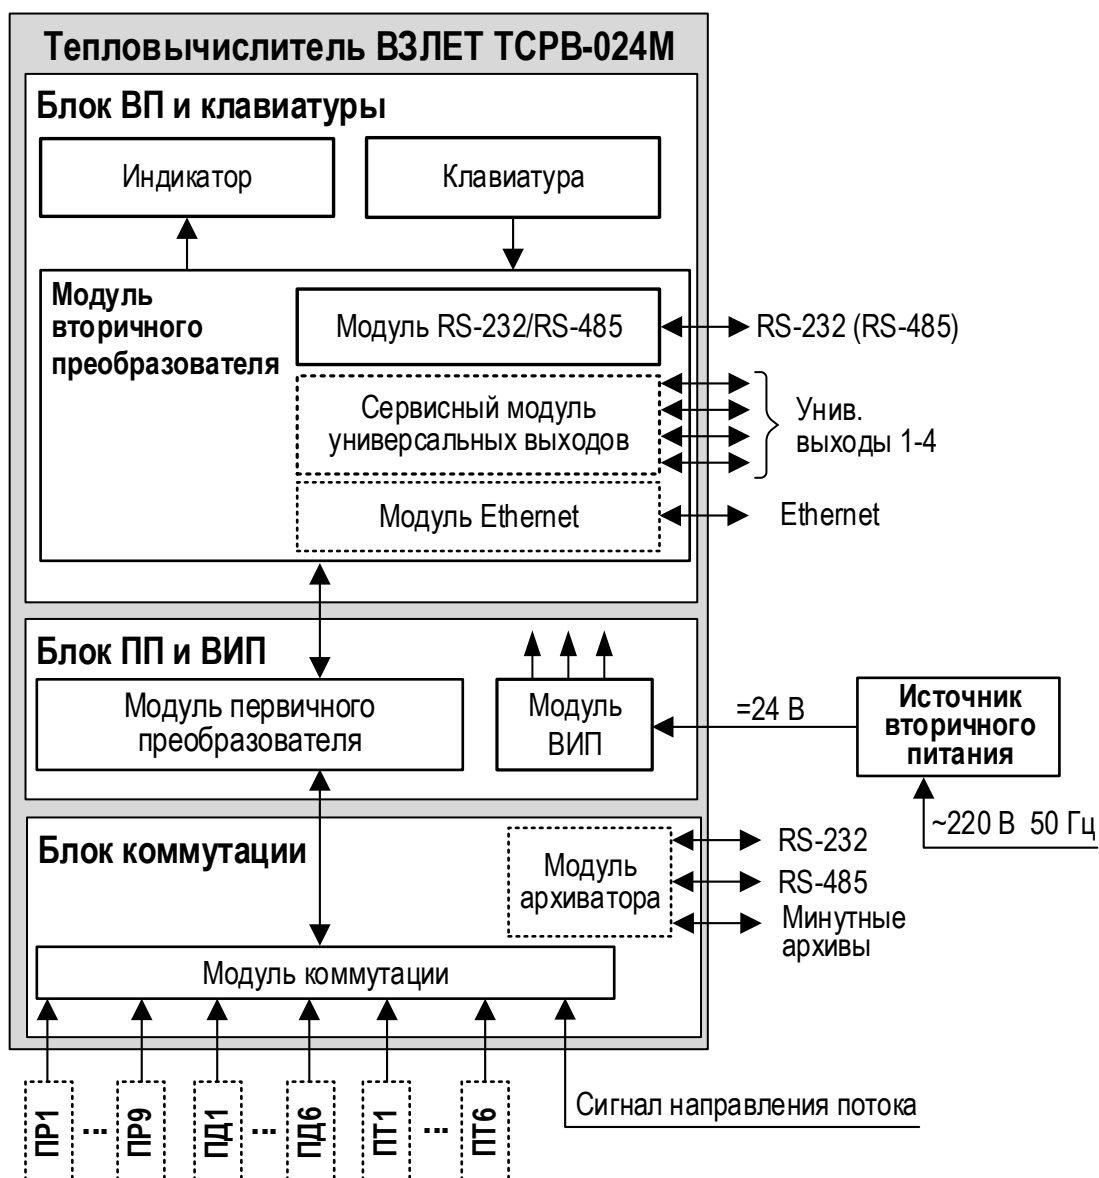 Тепловычислитель ВЗЛЕТ ТСРВ-024М
Блок ВП и клавиатуры
Индикатор
Клавиатура
Модуль
вторичного
преобразователя
Модуль RS-232/RS-485
RS-232 (RS-485)
Сервисный модуль
универсальных выходов
Унив.
выходы 1-4
Модуль Ethernet
Ethernet
Блок ПП и ВИП
Модуль первичного
преобразователя
Модуль
ВИП
=24 В
Источник
вторичного
питания
~220 В 50 Гц
Блок коммутации
Модуль
архиватора
RS-232
RS-485
Минутные
архивы
Модуль коммутации
ПР1
...
ПР9
ПД1
...
ПД6
ПТ1
...
ПТ6
Сигнал направления потока